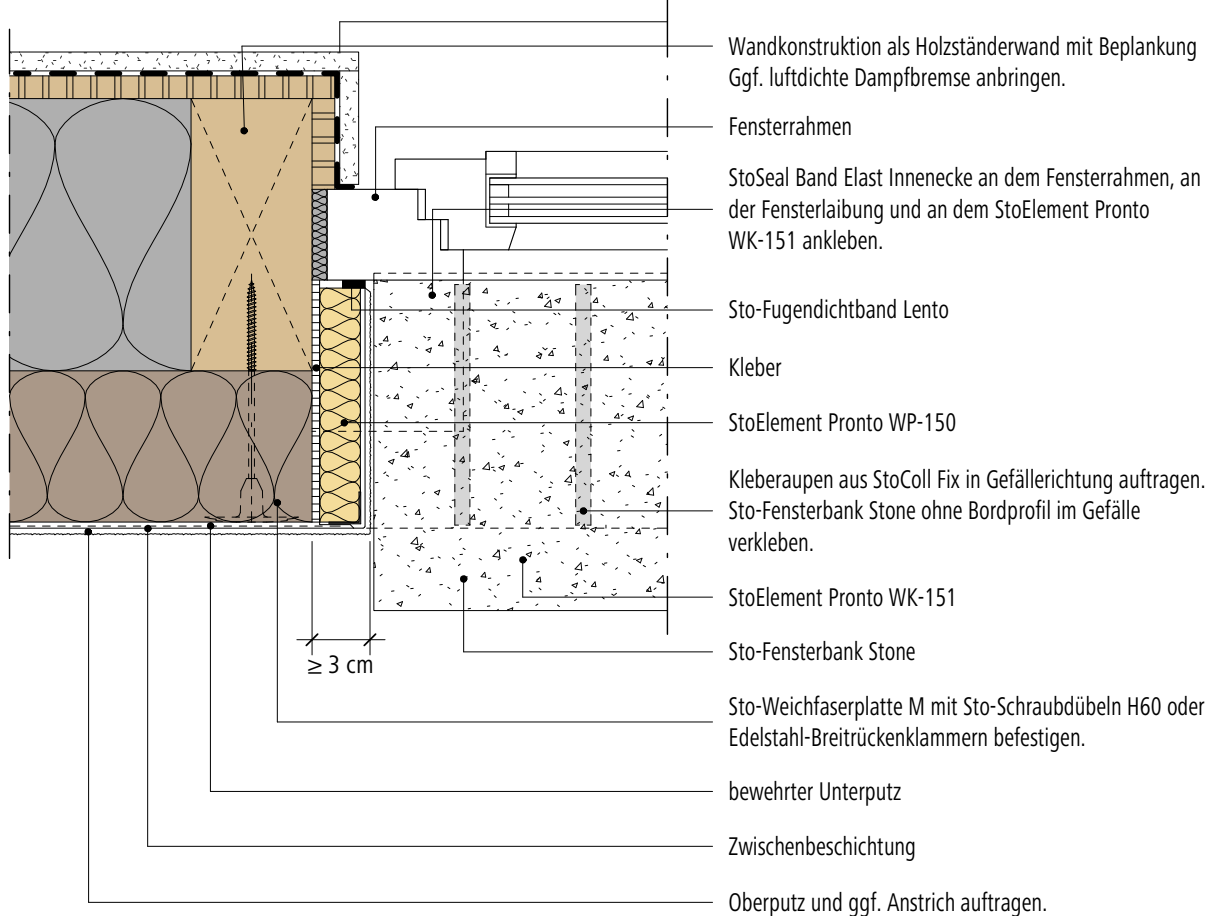 Wandkonstruktion als Holzständerwand mit Beplankung
Ggf. luftdichte Dampfbremse anbringen.
Fensterrahmen
StoSeal Band Elast Innenecke an dem Fensterrahmen, an
der Fensterlaibung und an dem StoElement Pronto
WK-151 ankleben.
Sto-Fugendichtband Lento
Kleber
StoElement Pronto WP-150
Kleberaupen aus StoColl Fix in Gefällerichtung auftragen.
Sto-Fensterbank Stone ohne Bordprofil im Gefälle
verkleben.
StoElement Pronto WK-151
Sto-Fensterbank Stone
≥ 3 cm
Sto-Weichfaserplatte M mit Sto-Schraubdübeln H60 oder
Edelstahl-Breitrückenklammern befestigen.
bewehrter Unterputz
Zwischenbeschichtung
Oberputz und ggf. Anstrich auftragen.